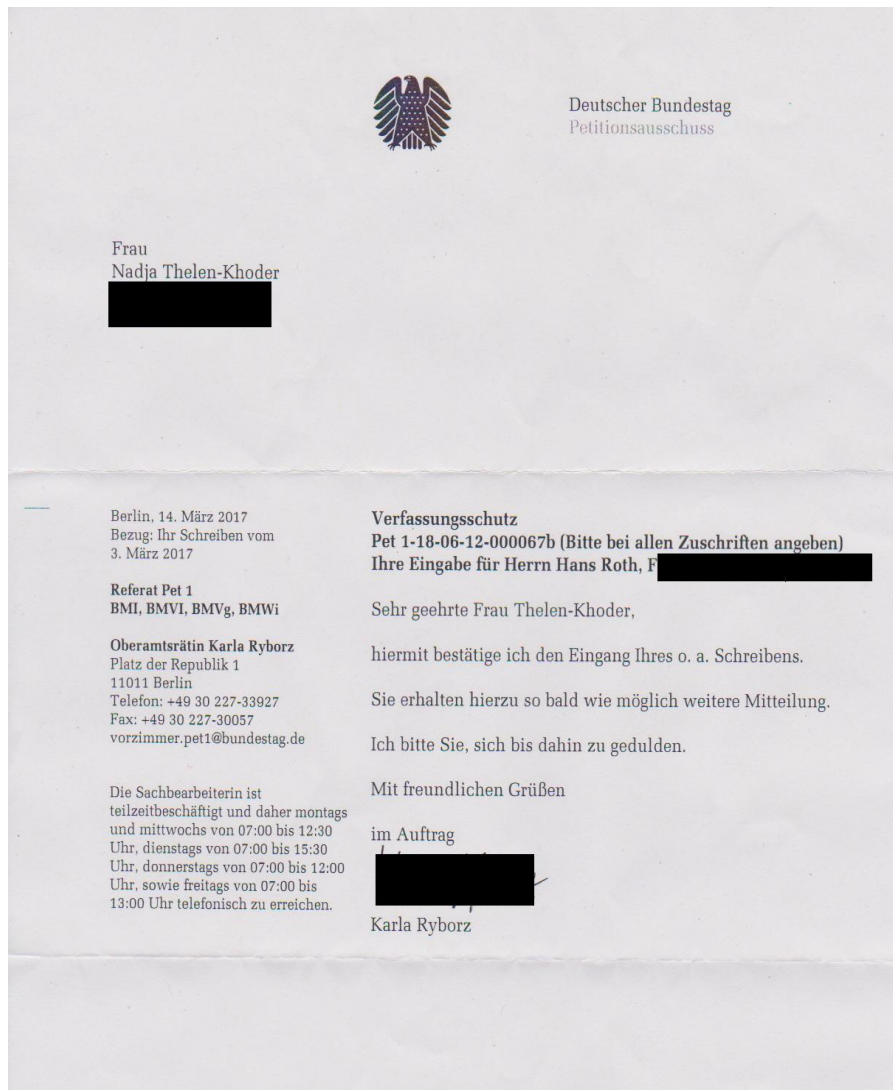 Deutscher Bundestag
Petitionsausschuss
Frau
Nadja Thelen-Khoder
Berlin, 14. März 2017
Bezug: Ihr Schreiben vom
3. März 2017
Referat Pet 1
BMI, BMVI, BMVg, BMWi
Oberamtsrätin Karla Ryborz
Platz der Republik 1
11011 Berlin
Telefon: +49 30 227-33927
Fax: +49 30 227-30057
vorzimmer.pet1@bundestag.de
Die Sachbearbeiterin ist
teilzeitbeschäftigt und daher montags
und mittwochs von 07:00 bis 12:30
Uhr, dienstags von 07:00 bis 15:30
Uhr, donnerstags von 07:00 bis 12:00
Uhr, sowie freitags von 07:00 bis
13:00 Uhr telefonisch zu erreichen.
Verfassungsschutz
Pet 1-18-06-12-000067b (Bitte bei allen Zuschriften angeben)
Ihre Eingabe für Herrn Hans Roth, F
Sehr geehrte Frau Thelen-Khoder,
hiermit bestätige ich den Eingang Ihres o. a. Schreibens.
Sie erhalten hierzu so bald wie möglich weitere Mitteilung.
Ich bitte Sie, sich bis dahin zu gedulden.
Mit freundlichen Grüßen
im Auftrag
Karla Ryborz